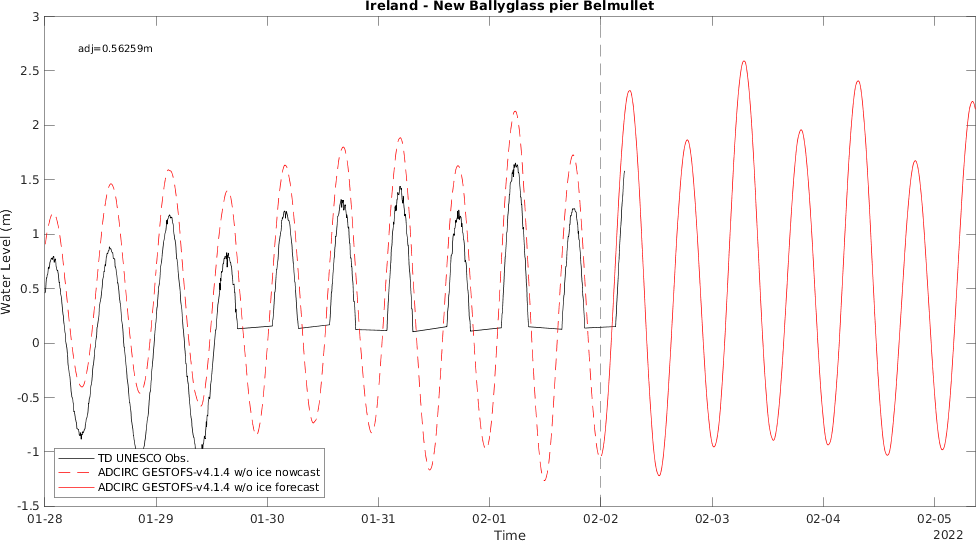 Ireland - New Ballyglass pier Belmullet
adj=0.56259m
3
2.5
2
1.5
1
0.5
0
-0.5
-1
-1.5
Water Level (m)
TD UNESCO Obs.
ADCIRC GESTOFS-v4.1.4 w/o ice nowcast
ADCIRC GESTOFS-v4.1.4 w/o ice forecast
01-28 01-29 01-30 01-31 02-01 02-02 02-03 02-04 02-05
Time
2022